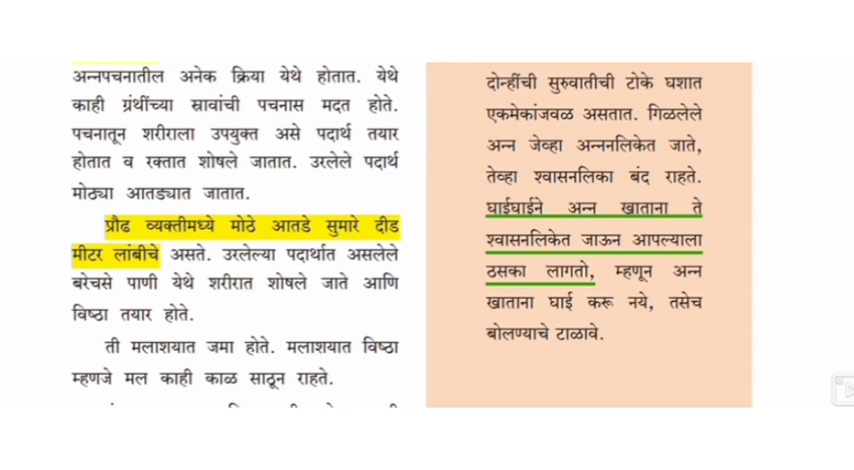 अन्नपचनातील अनेक क्रिया येथे होतात. येथे
काही ग्रंथींच्या स्रावांची पचनास मदत होते.
पचनातून शरीराला उपयुक्त असे पदार्थ तयार
होतात व रक्तात शोषले जातात. उरलेले पदार्थ
मोठ्या आतड्यात जातात.
प्रौढ व्यक्तीमध्ये मोठे आतडे सुमारे दीड
मीटर लांबीचे असते. उरलेल्या पदार्थात असलेले
बरेचसे पाणी येथे शरीरात शोषले जाते आणि
विष्ठा तयार होते.
ती मलाशयात जमा होते. मलाशयात विष्ठा
म्हणजे मल काही काळ साठून राहते.
दोन्हींची सुरुवातीची टोके घशात
एकमेकांजवळ असतात. गिळलेले
अन्न जेव्हा अन्ननलिकेत जाते,
तेव्हा श्वासनलिका बंद राहते.
घाईघाईने अन्न खाताना ते
श्वासनलिकेत जाऊन आपल्याला
ठसका लागतो, म्हणून अन्न
खाताना घाई करू नये, तसेच
बोलण्याचे टाळावे.